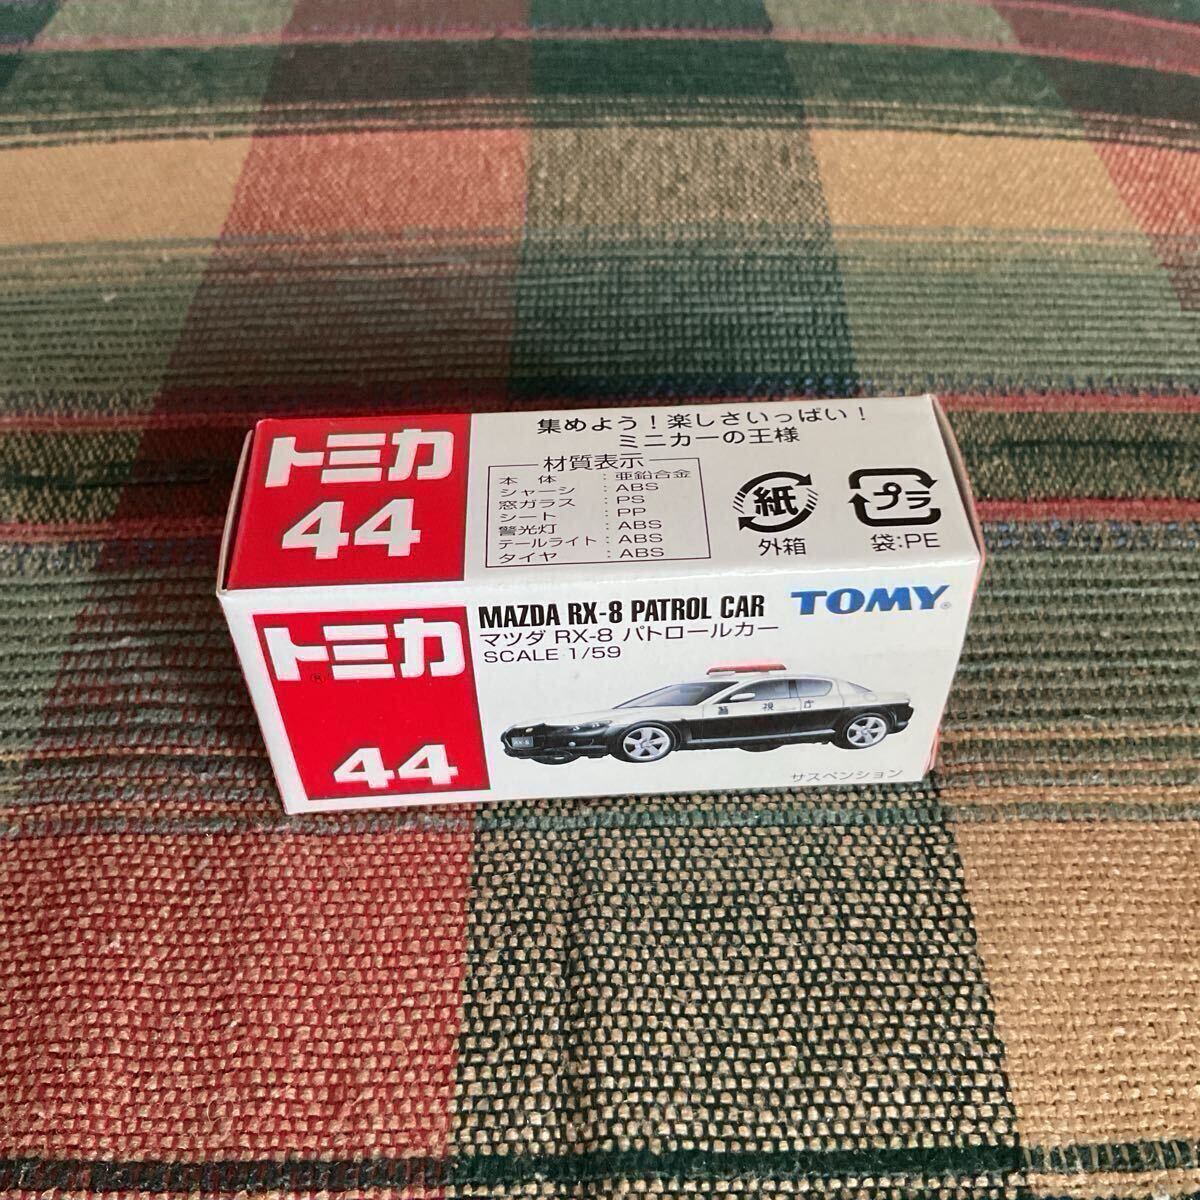 トミカ
44
集めよう！楽しさいっぱい！
ミニカーの王様
材質表示
本体：亜鉛合金
シャーシ：ABS
窓ガラス：PS
シート：PP
警光灯：ABS
テールライト：ABS
タイヤ：ABS
紙
外箱
プラ
袋:PE
トミカ®
44
MAZDA RX-8 PATROL CAR
マツダ RX-8 パトロールカー
SCALE 1/59
TOMY®
警視庁
RX-8
サスペンション